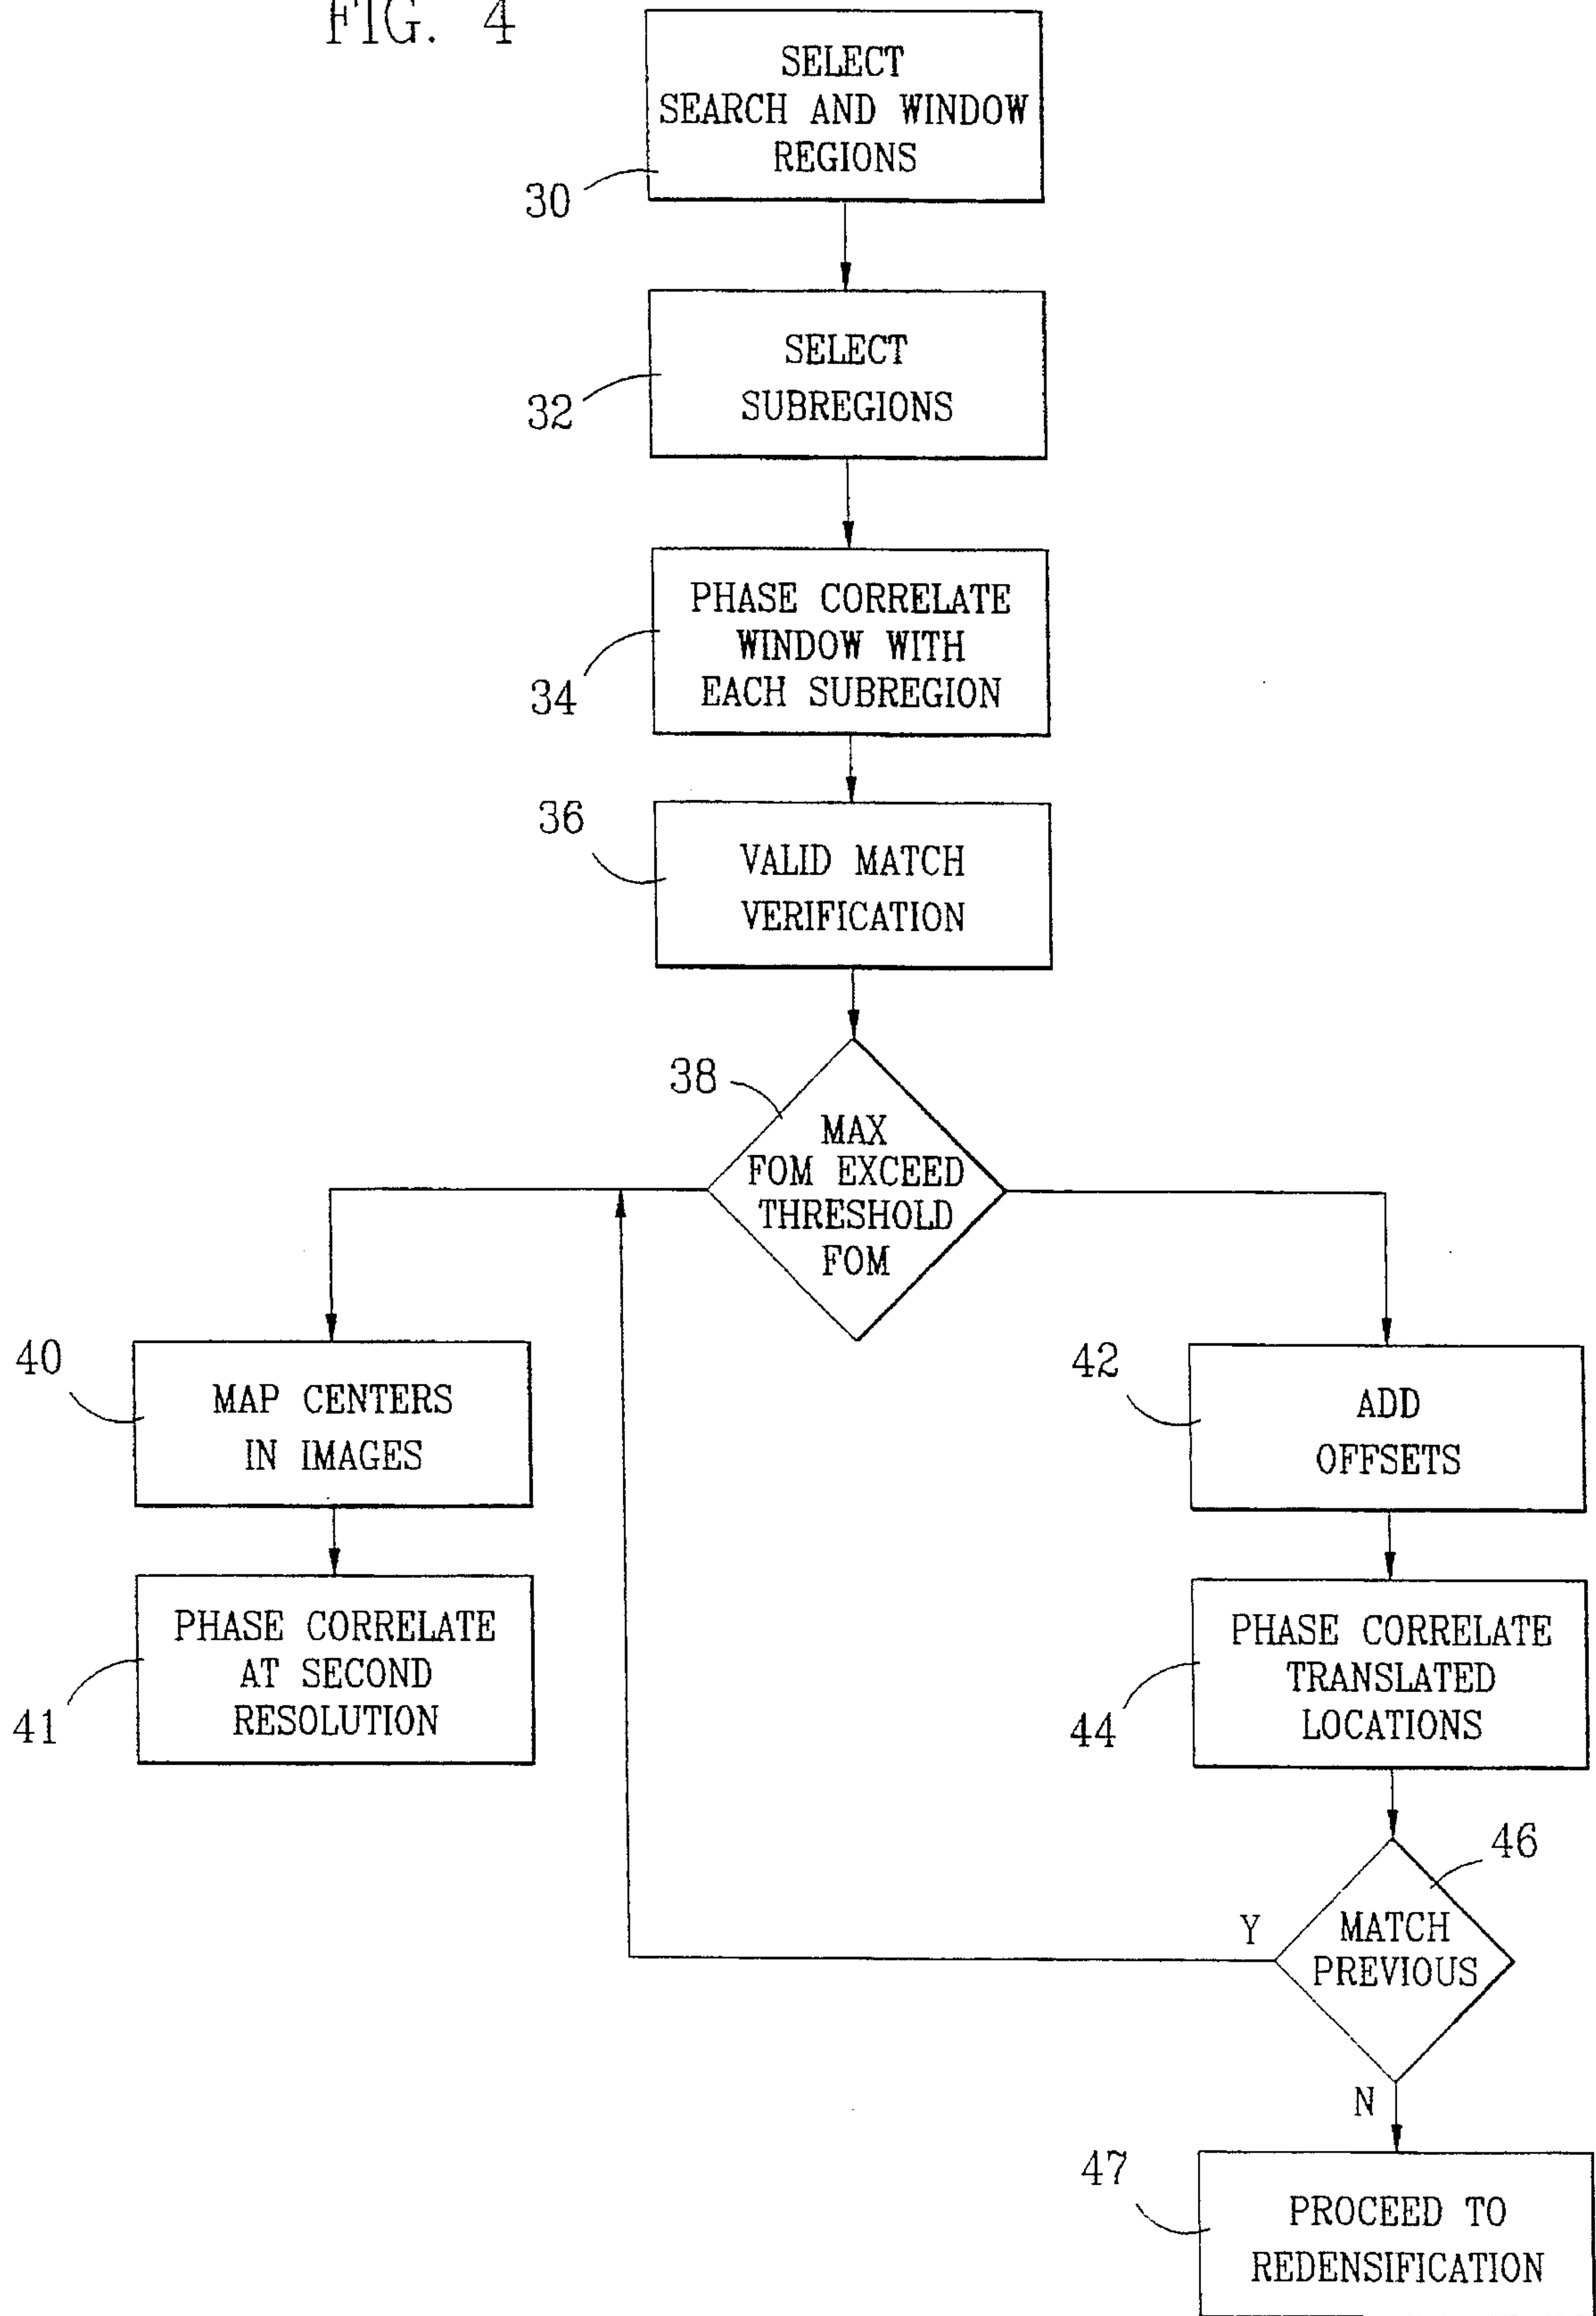 FIG. 4
SELECT
SEARCH AND WINDOW
REGIONS
30
SELECT
SUBREGIONS
32
PHASE CORRELATE
WINDOW WITH
EACH SUBREGION
34
36
VALID MATCH
VERIFICATION
38
MAX
FOM EXCEED
THRESHOLD
FOM
40
MAP CENTERS
IN IMAGES
42
ADD
OFFSETS
PHASE CORRELATE
AT SECOND
RESOLUTION
41
PHASE CORRELATE
TRANSLATED
LOCATIONS
44
46
Y
MATCH
PREVIOUS
N
47
PROCEED TO
REDENSIFICATION